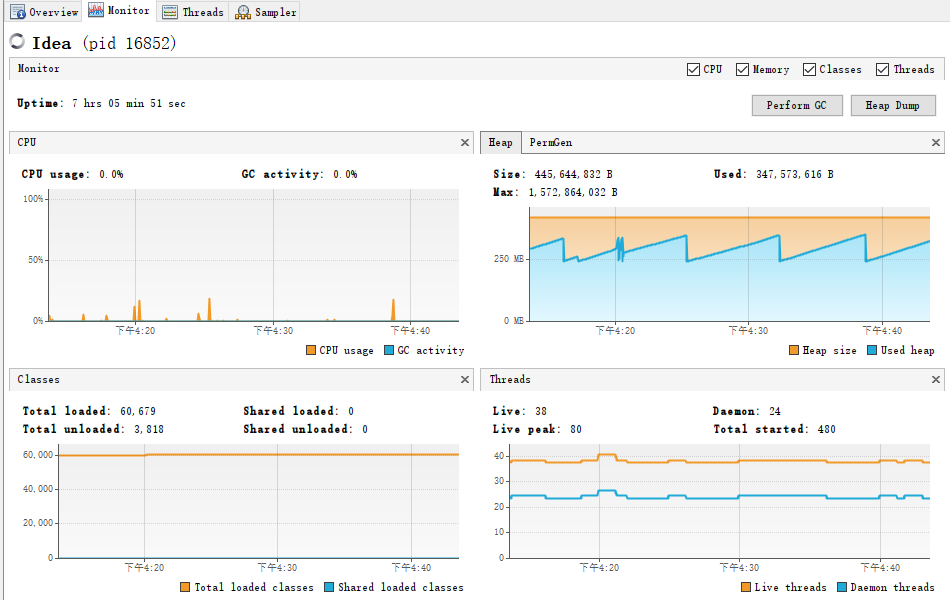 Overview Monitor Threads Sampler
Idea (pid 16852)
Monitor CPU Memory Classes Threads
Uptime: 7 hrs 05 min 51 sec Perform GC Heap Dump
CPU
CPU usage: 0.0% GC activity: 0.0%
100%
50%
0%
下午4:20 下午4:30 下午4:40
CPU usage GC activity
Heap PermGen
Size: 445,644,832 B Used: 347,573,616 B
Max: 1,572,864,032 B
250 MB
0 MB
下午4:20 下午4:30 下午4:40
Heap size Used heap
Classes
Total loaded: 60,679 Shared loaded: 0
Total unloaded: 3,818 Shared unloaded: 0
60,000
40,000
20,000
0
下午4:20 下午4:30 下午4:40
Total loaded classes Shared loaded classes
Threads
Live: 38 Daemon: 24
Live peak: 80 Total started: 480
40
30
20
10
0
下午4:20 下午4:30 下午4:40
Live threads Daemon threads